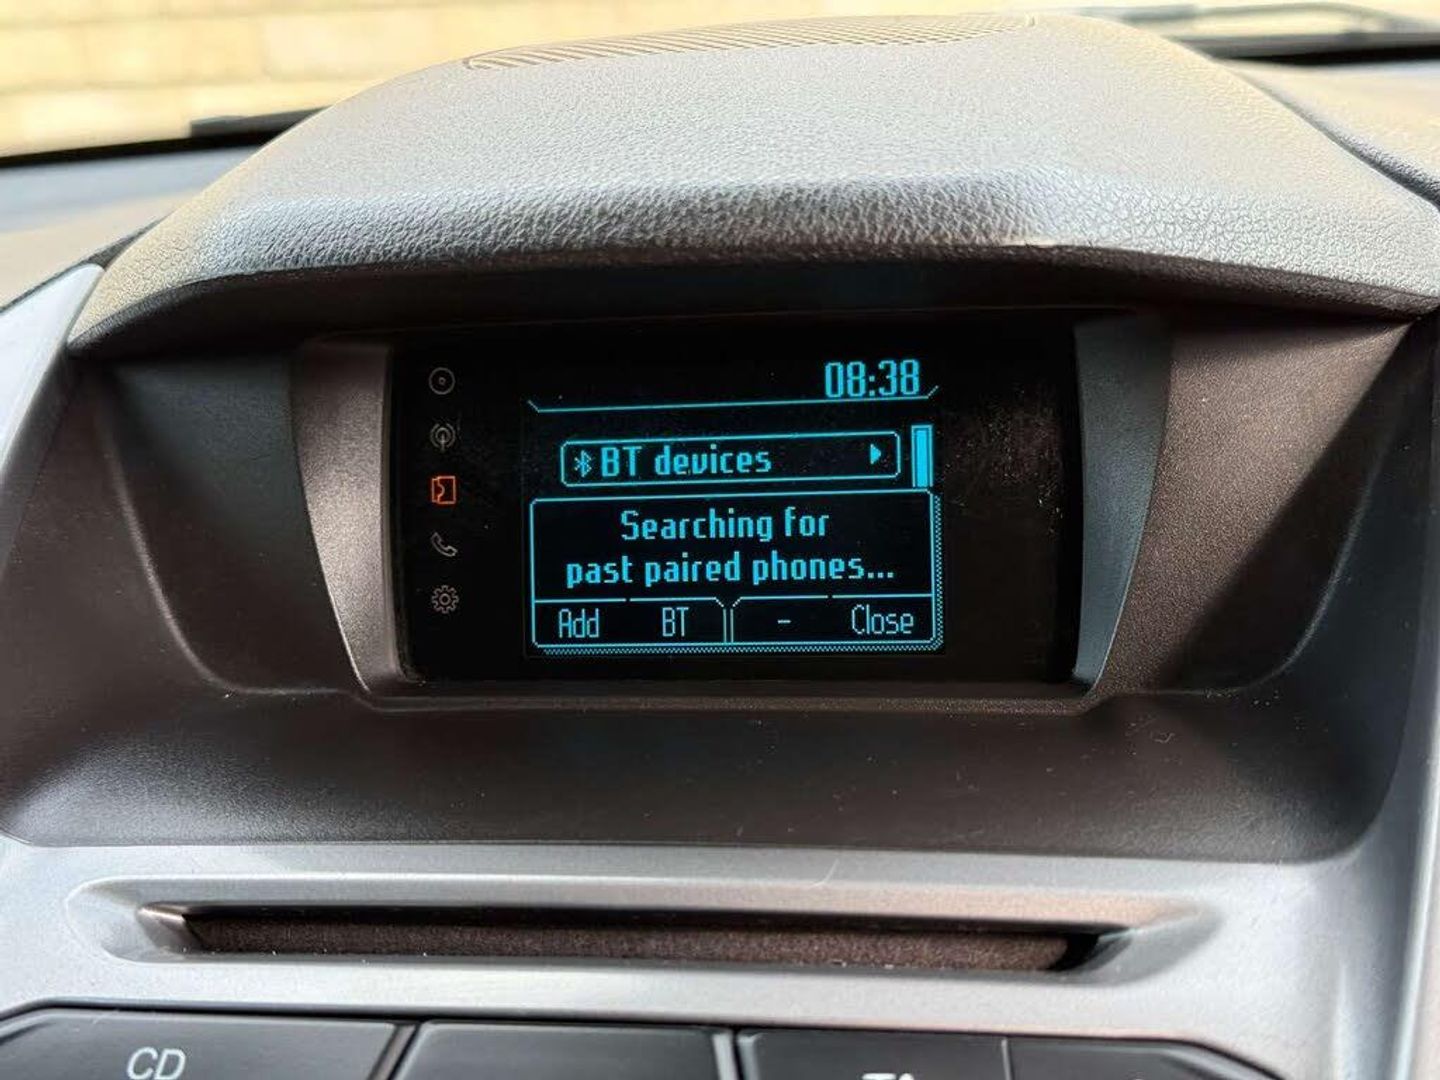 08:38
BT devices
Searching for
past paired phones...
Add BT - Close
CD